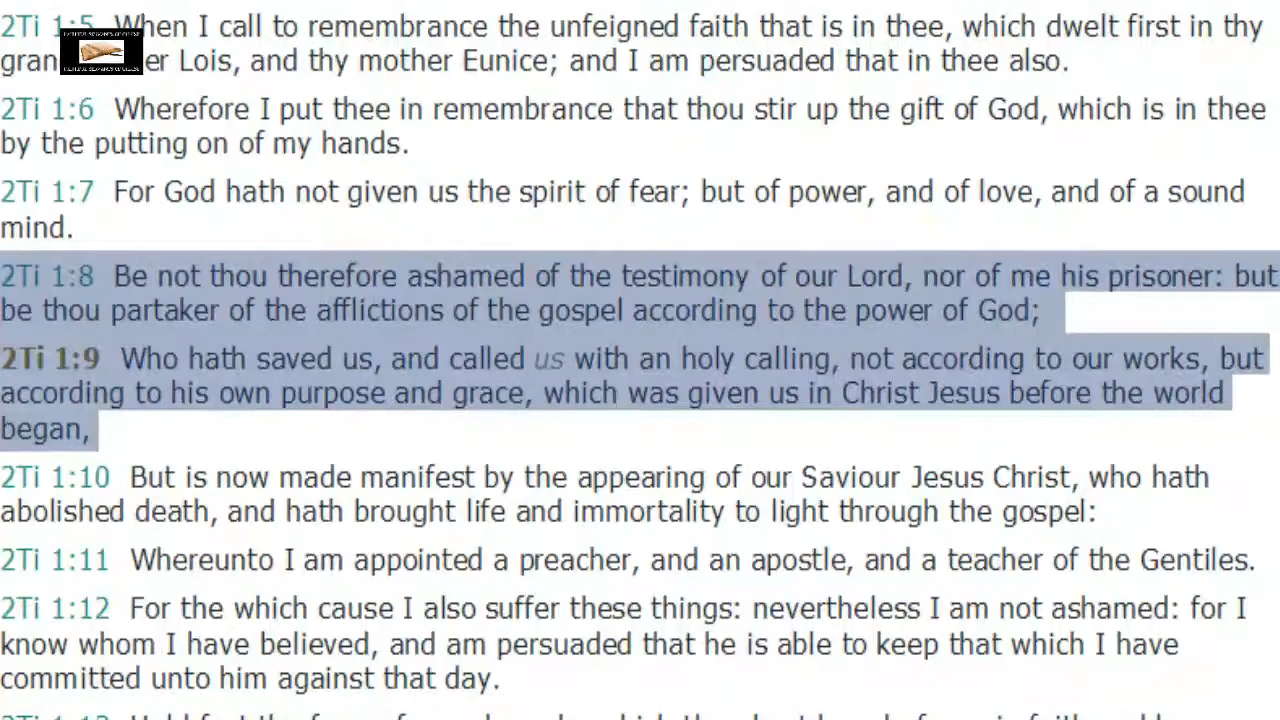 2Ti 1:5 When I call to remembrance the unfeigned faith that is in thee, which dwelt first in thy
gran er Lois, and thy mother Eunice; and I am persuaded that in thee also.
2Ti 1:6 Wherefore I put thee in remembrance that thou stir up the gift of God, which is in thee
by the putting on of my hands.
2Ti 1:7 For God hath not given us the spirit of fear; but of power, and of love, and of a sound
mind.
2Ti 1:8 Be not thou therefore ashamed of the testimony of our Lord, nor of me his prisoner: but
be thou partaker of the afflictions of the gospel according to the power of God;
2Ti 1:9 Who hath saved us, and called us with an holy calling, not according to our works, but
according to his own purpose and grace, which was given us in Christ Jesus before the world
began,
2Ti 1:10 But is now made manifest by the appearing of our Saviour Jesus Christ, who hath
abolished death, and hath brought life and immortality to light through the gospel:
2Ti 1:11 Whereunto I am appointed a preacher, and an apostle, and a teacher of the Gentiles.
2Ti 1:12 For the which cause I also suffer these things: nevertheless I am not ashamed: for I
know whom I have believed, and am persuaded that he is able to keep that which I have
committed unto him against that day.